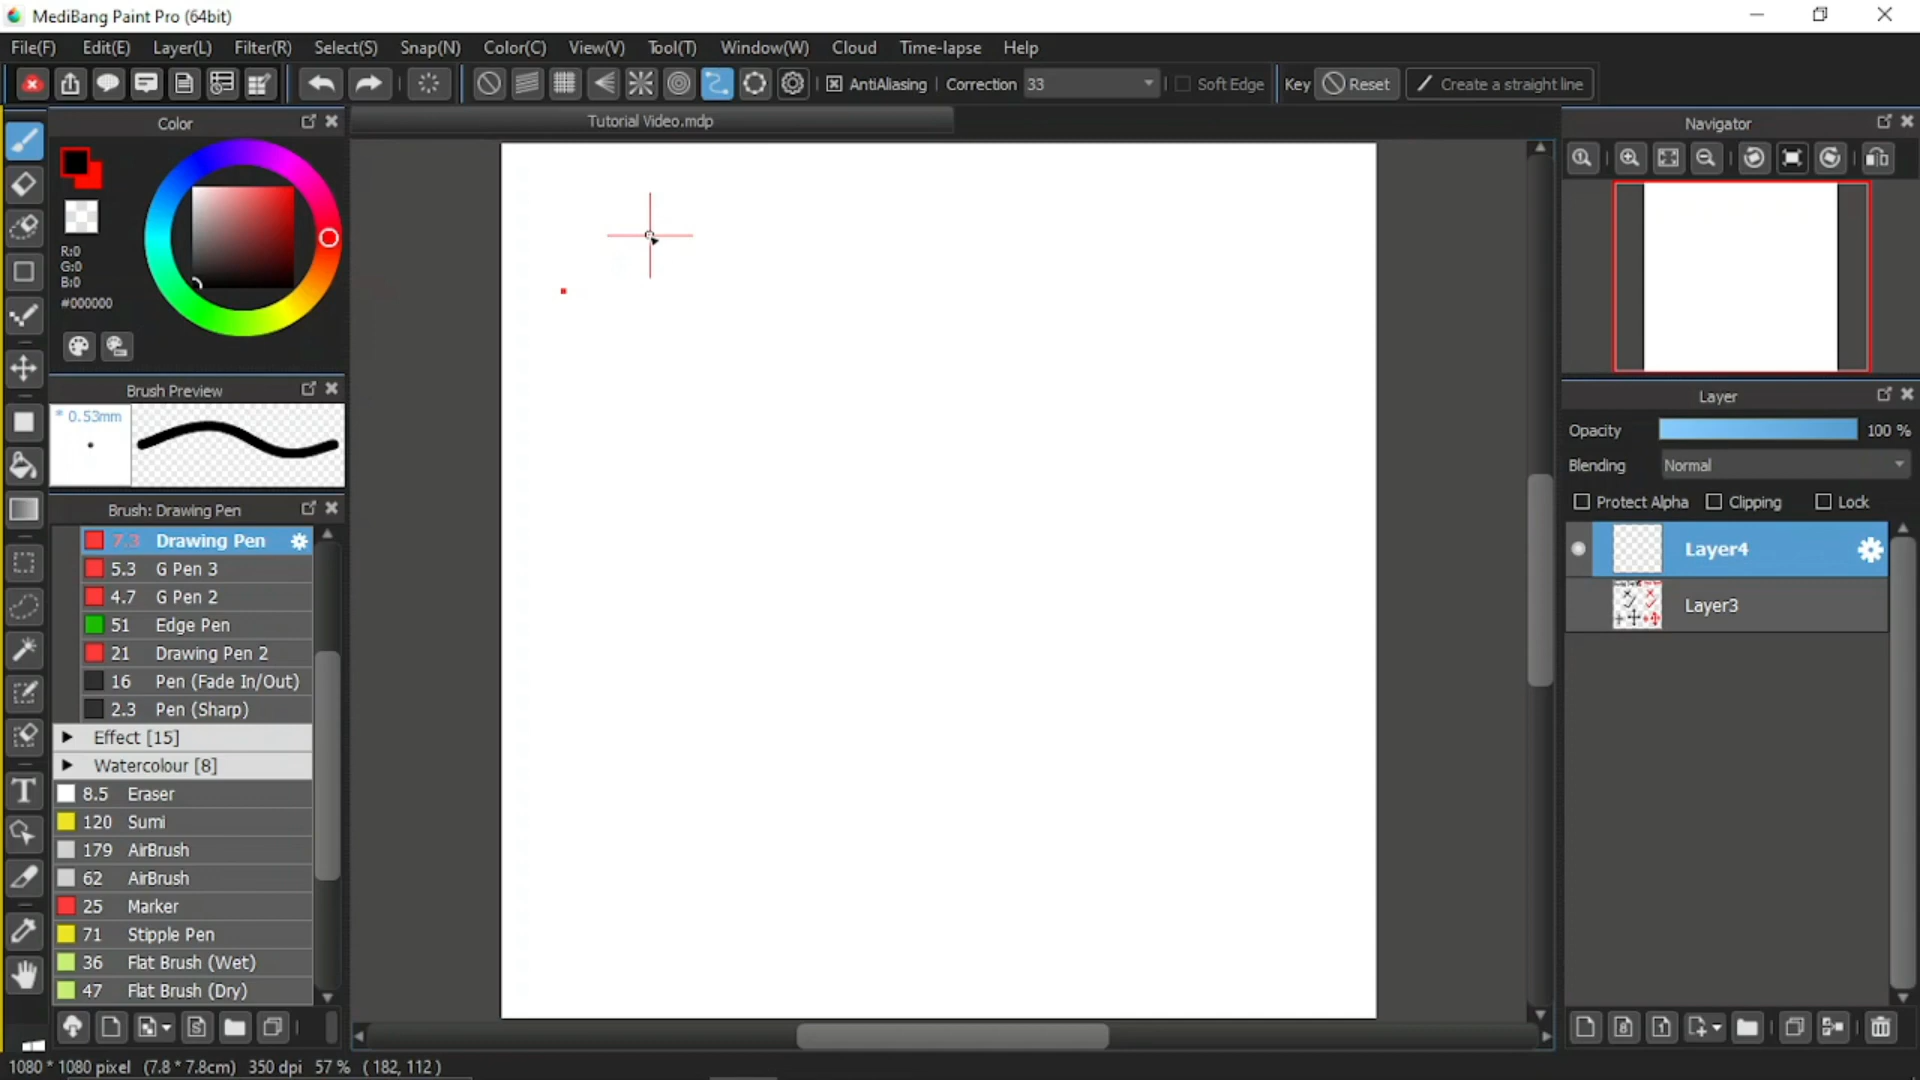 MediBang Paint Pro (64bit)
File(F) Edit(E) Layer(L) Filter(R) Select(S) Snap(N) Color(C) View(V) Tool(T) Window(W) Cloud Time-lapse Help
AntiAliasing Correction 33 Soft Edge Key Reset Create a straight line
Color
Tutorial Video.mdp
Navigator
R:0
G:0
B:0
#000000
Brush Preview
* 0.53mm
Layer
Opacity 100 %
Blending Normal
Protect Alpha Clipping Lock
Layer4
Layer3
Brush: Drawing Pen
7.3 Drawing Pen
5.3 G Pen 3
4.7 G Pen 2
51 Edge Pen
21 Drawing Pen 2
16 Pen (Fade In/Out)
2.3 Pen (Sharp)
Effect [15]
Watercolour [8]
8.5 Eraser
120 Sumi
179 AirBrush
62 AirBrush
25 Marker
71 Stipple Pen
36 Flat Brush (Wet)
47 Flat Brush (Dry)
1080 * 1080 pixel (7.8 * 7.8cm) 350 dpi 57 % ( 182, 112 )